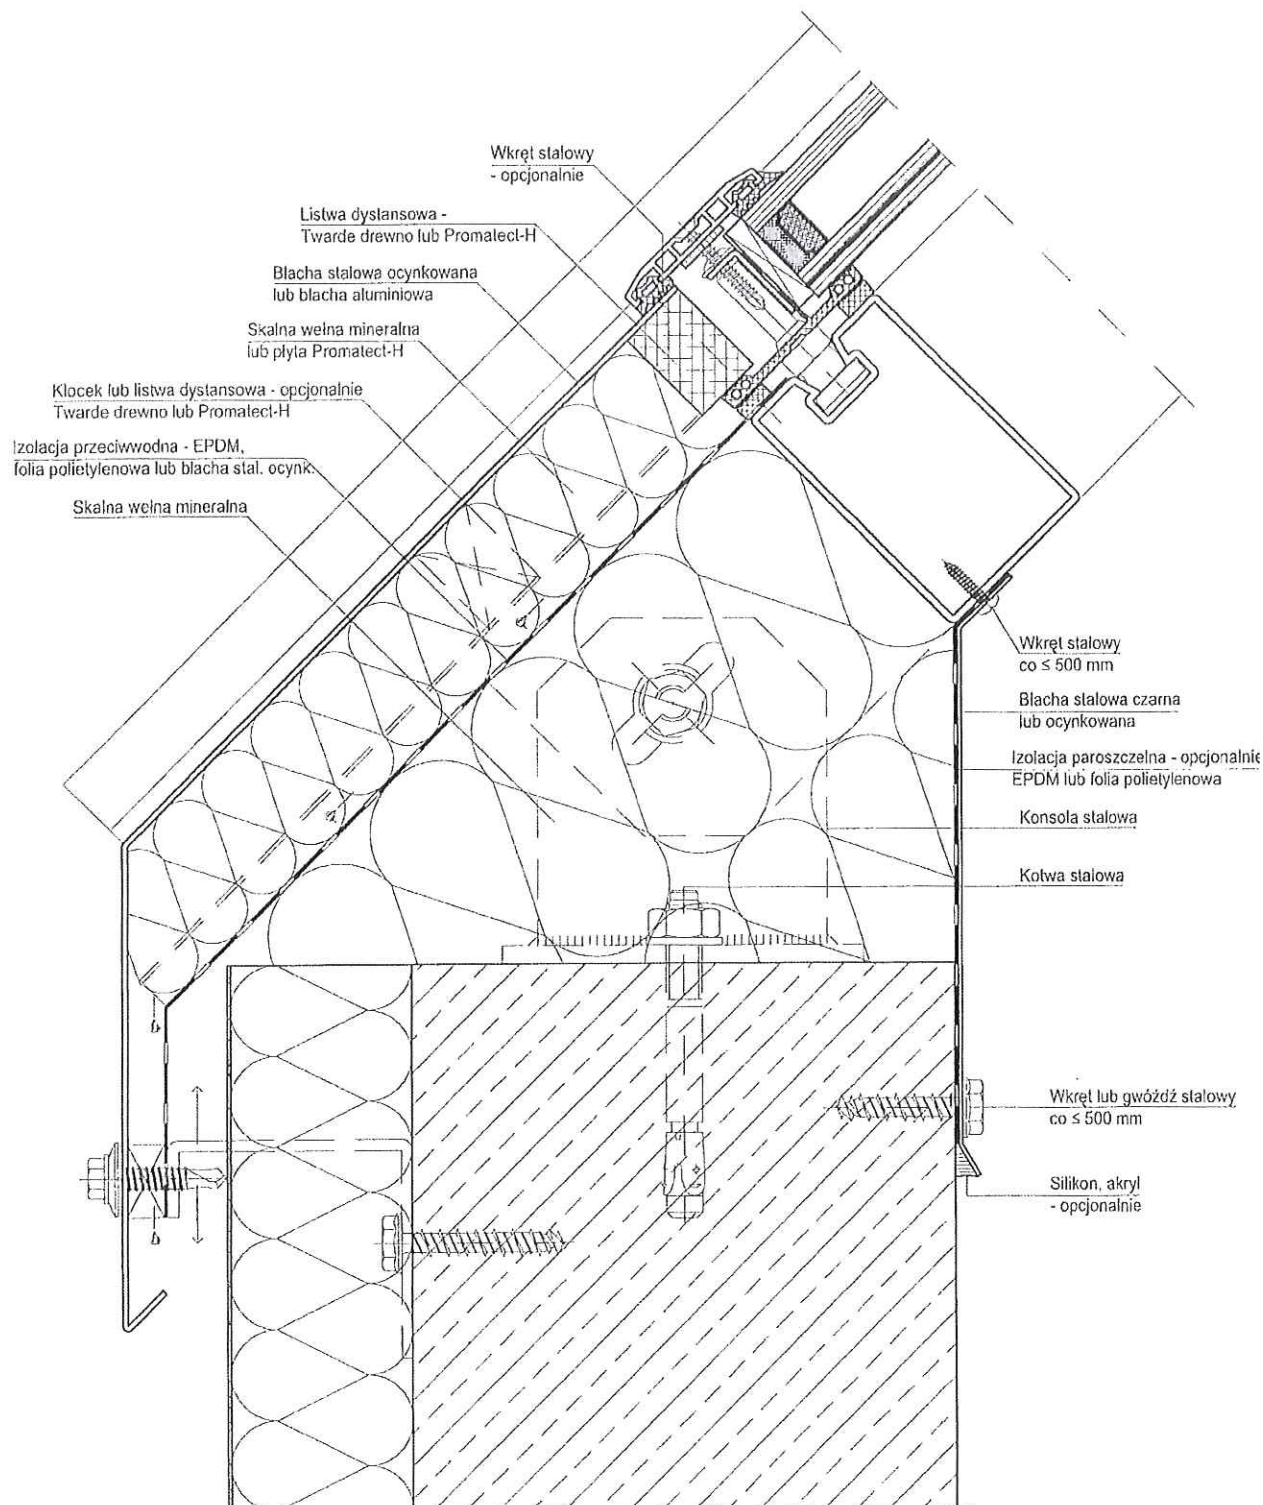 Wkręt stalowy
- opcjonalnie
Listwa dystansowa -
Twarde drewno lub Promatect-H
Blacha stalowa ocynkowana
lub blacha aluminiowa
Skalna wełna mineralna
lub płyta Promatect-H
Klocek lub listwa dystansowa - opcjonalnie
Twarde drewno lub Promatect-H
Izolacja przeciwwodna - EPDM,
folia polietylenowa lub blacha stal. ocynk.
Skalna wełna mineralna
Wkręt stalowy
co ≤ 500 mm
Blacha stalowa czarna
lub ocynkowana
Izolacja paroszczelna - opcjonalnie
EPDM lub folia polietylenowa
Konsola stalowa
Kotwa stalowa
Wkręt lub gwóźdź stalowy
co ≤ 500 mm
Silikon, akryl
- opcjonalnie